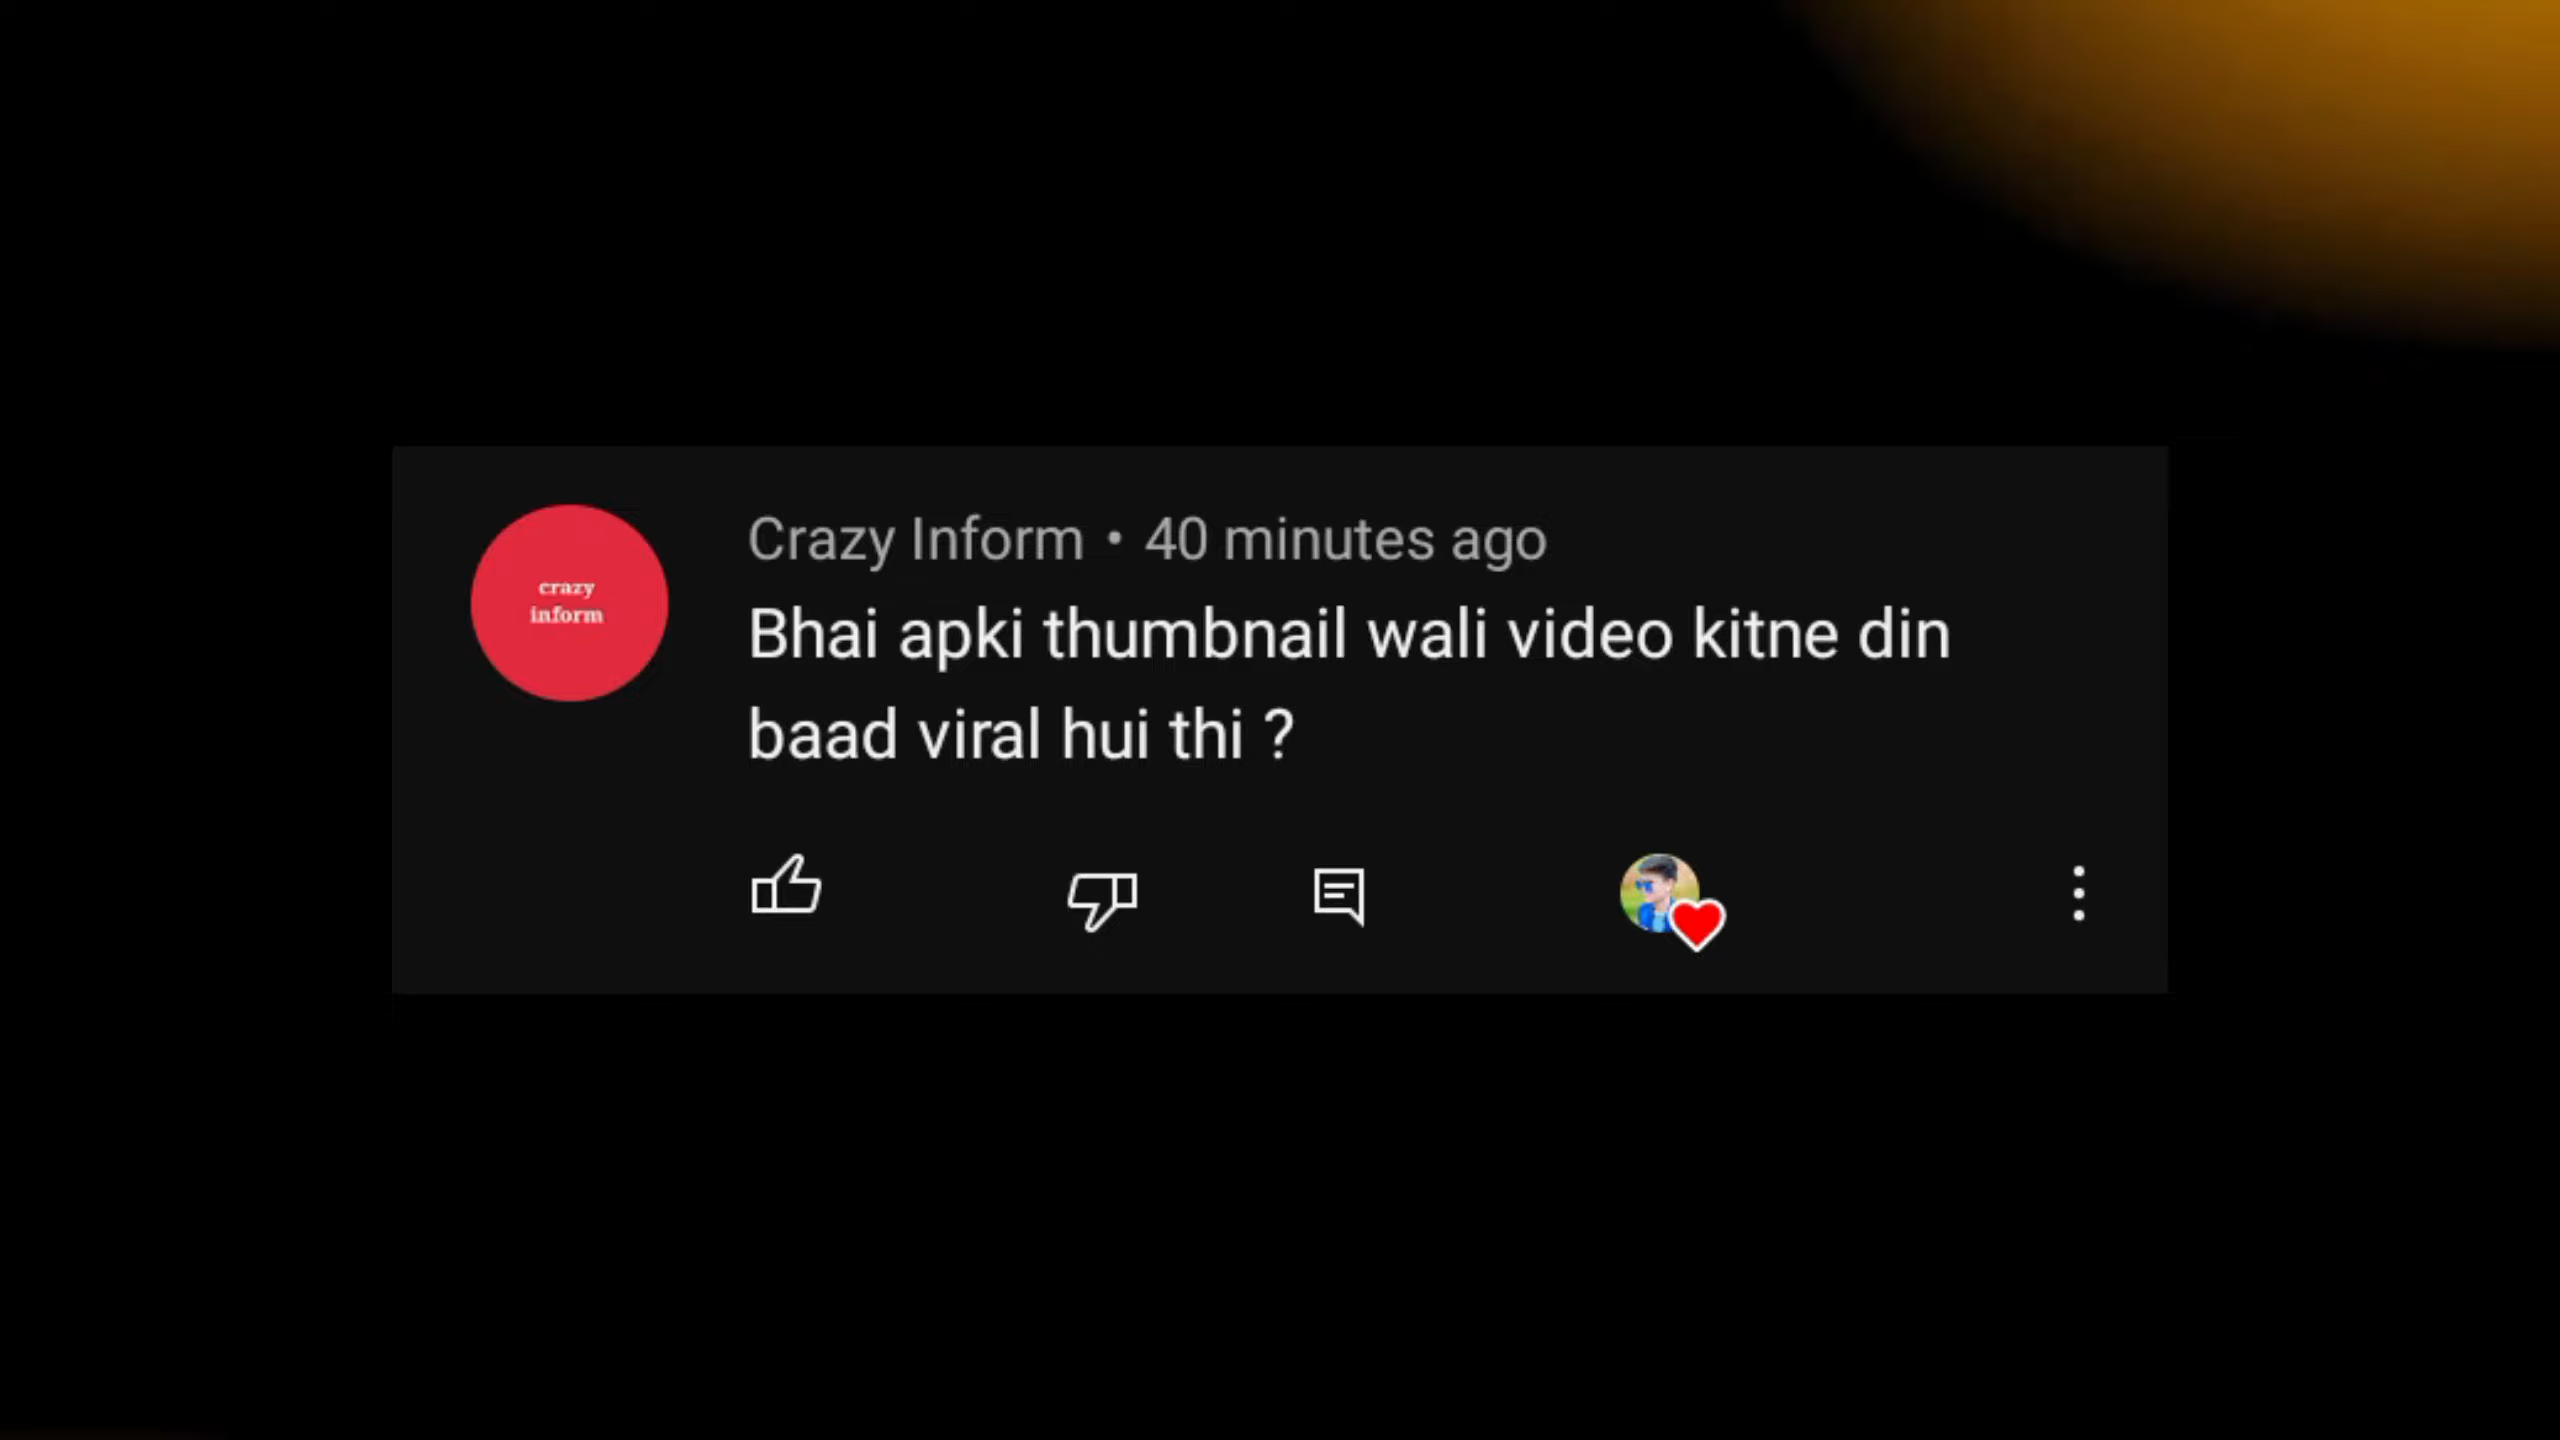 crazy
inform
Crazy Inform • 40 minutes ago
Bhai apki thumbnail wali video kitne din
baad viral hui thi ?